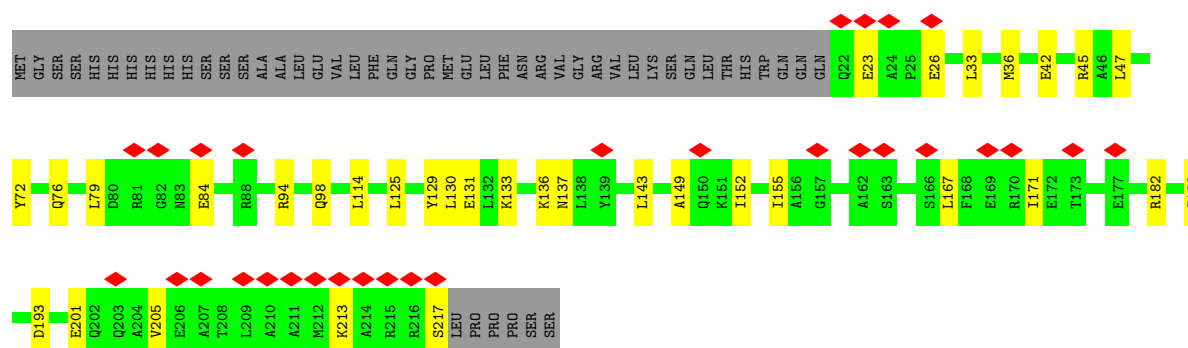 MET GLY SER SER HIS HIS HIS HIS HIS HIS SER SER SER ALA ALA LEU GLU VAL LEU PHE GLN GLY PRO MET GLU LEU PHE ASN ARG VAL GLY ARG VAL LEU LYS SER GLN LEU THR HIS TRP GLN GLN GLN Q22 E23 A24 P25 E26 L33 M36 E42 R45 A46 L47
Y72 Q76 L79 D80 R81 G82 N83 E84 R88 R94 Q98 L114 L125 Y129 L130 E131 L132 K133 K136 N137 L138 Y139 L143 A149 Q150 K151 I152 I155 A156 G157 A162 S163 S166 L167 F168 E169 R170 I171 E172 T173 E177 R182
D193 E201 Q202 Q203 A204 V205 E206 A207 T208 L209 A210 A211 M212 K213 A214 R215 R216 S217 LEU PRO PRO PRO SER SER